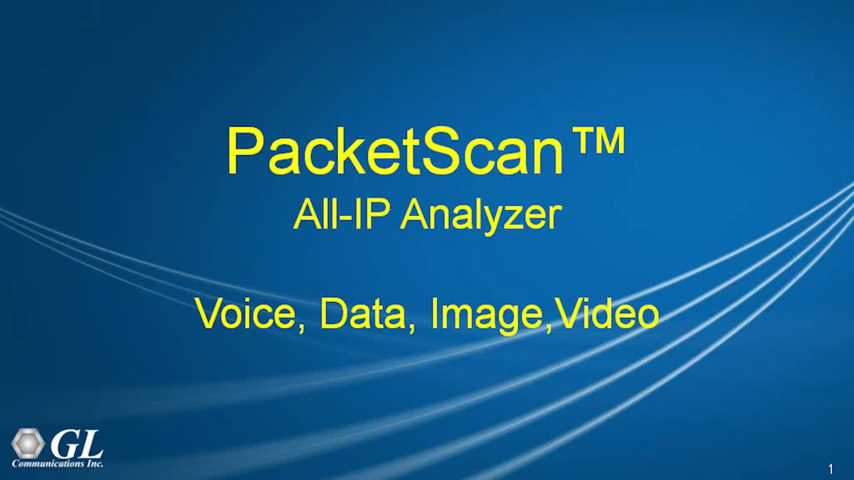 PacketScan™
All-IP Analyzer
Voice, Data, Image,Video
GL
Communications Inc.
1